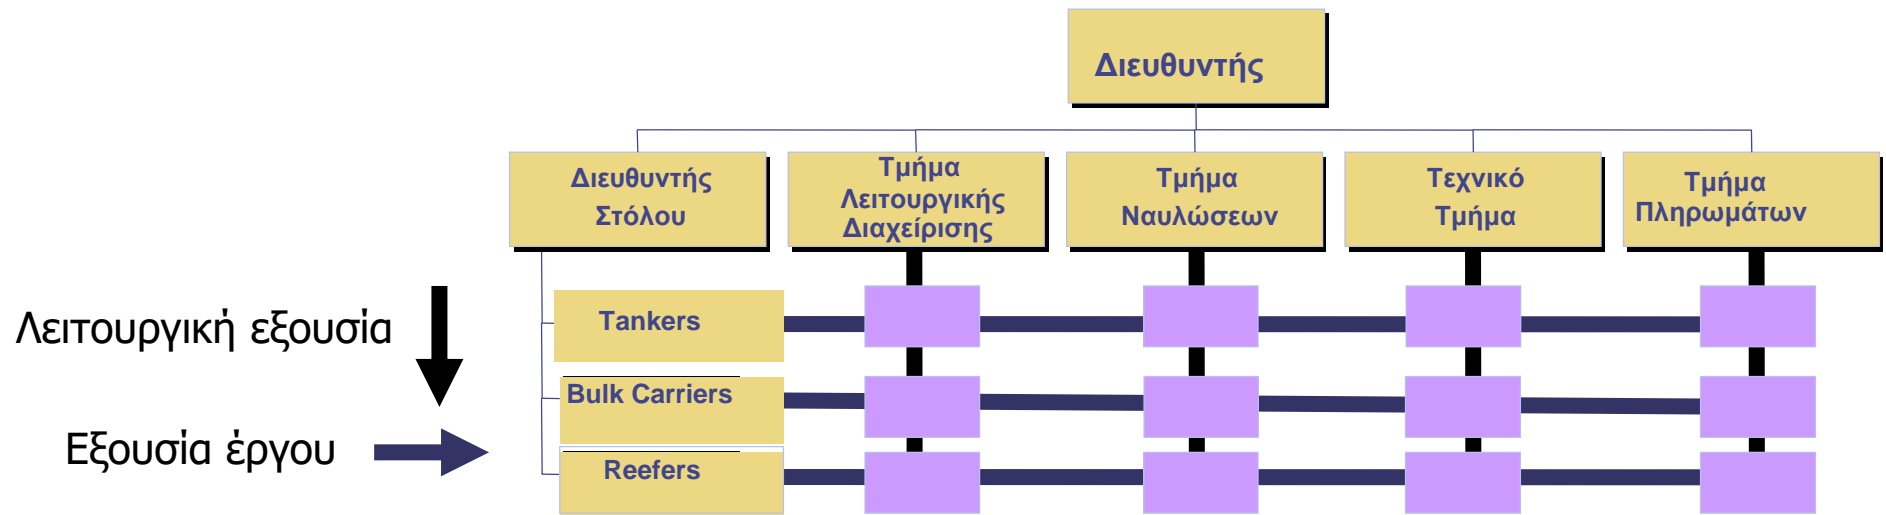 Διευθυντής
Διευθυντής
Στόλου
Τμήμα
Λειτουργικής
Διαχείρισης
Τμήμα
Ναυλώσεων
Τεχνικό
Τμήμα
Τμήμα
Πληρωμάτων
Λειτουργική εξουσία
Εξουσία έργου
Tankers
Bulk Carriers
Reefers